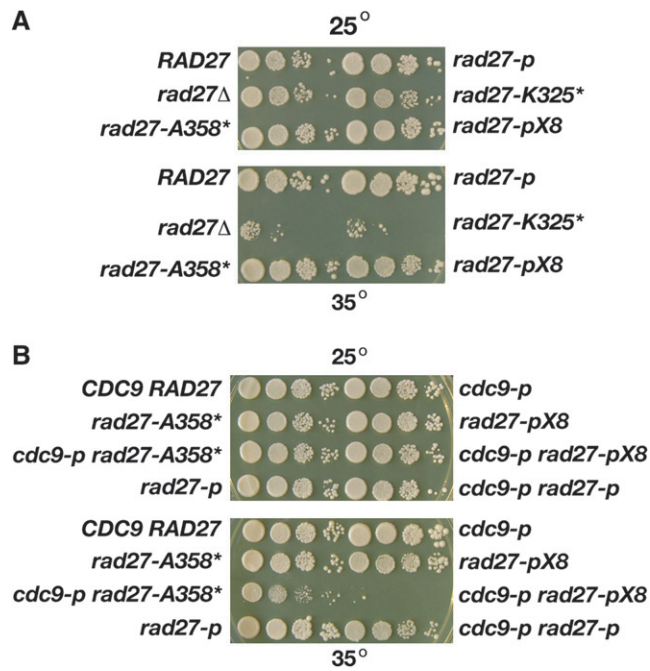 A
25°
RAD27 rad27-p
rad27Δ rad27-K325*
rad27-A358* rad27-pX8
RAD27 rad27-p
rad27Δ rad27-K325*
rad27-A358* rad27-pX8
35°
B
25°
CDC9 RAD27 cdc9-p
rad27-A358* rad27-pX8
cdc9-p rad27-A358* cdc9-p rad27-pX8
rad27-p cdc9-p rad27-p
CDC9 RAD27 cdc9-p
rad27-A358* rad27-pX8
cdc9-p rad27-A358* cdc9-p rad27-pX8
rad27-p cdc9-p rad27-p
35°